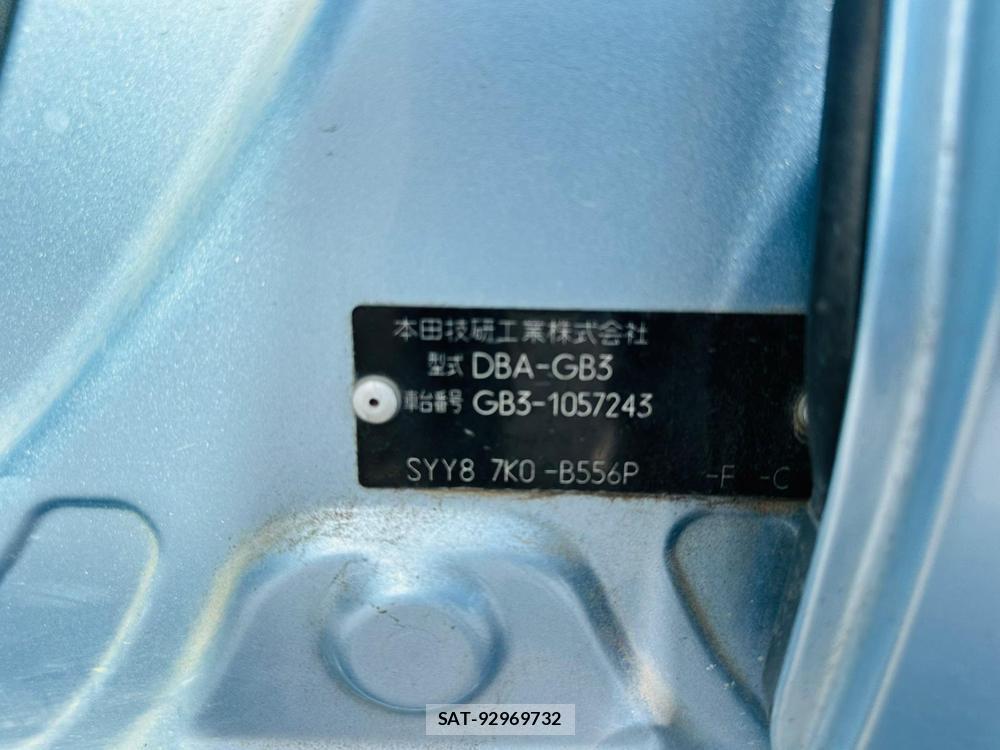 本田技研工業株式会社
型式 DBA-GB3
車台番号 GB3-1057243
SYY8 7K0 -B556P -F -C
SAT-92969732